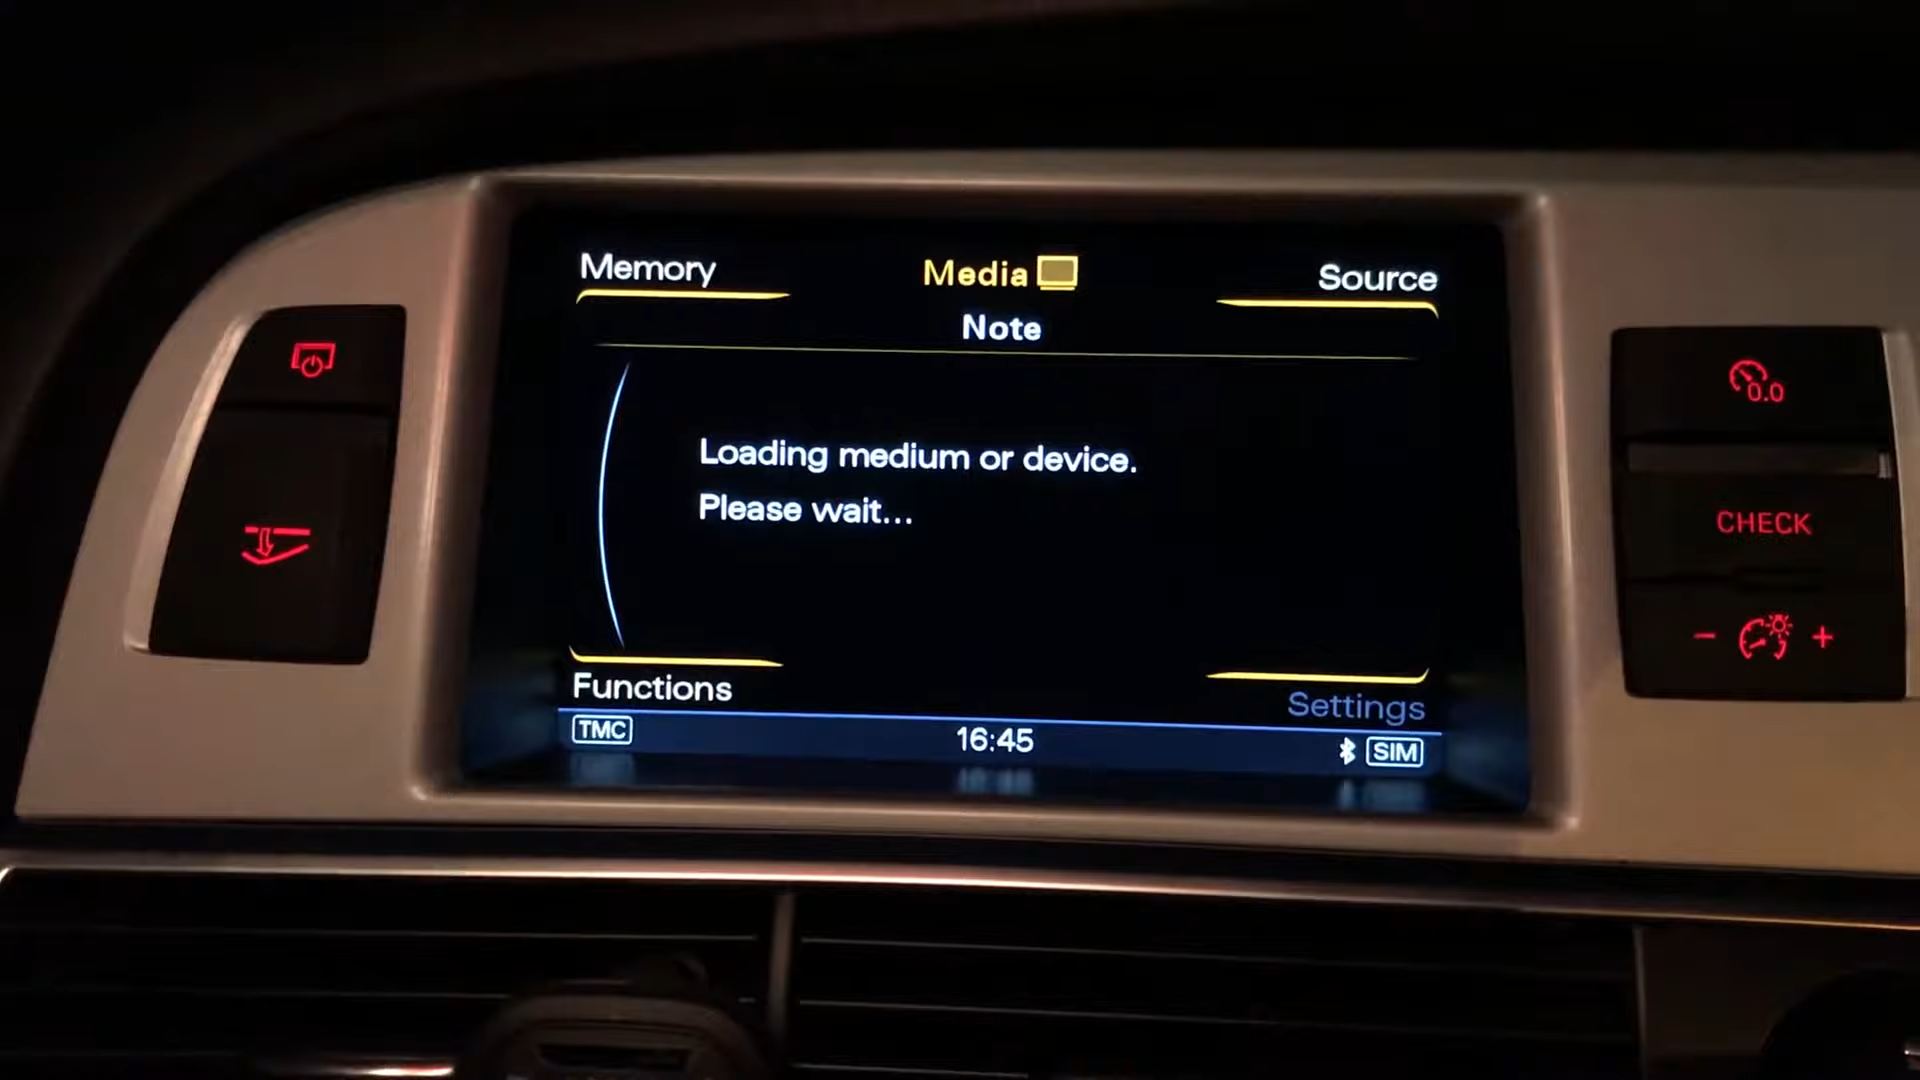 Memory
Media
Source
Note
Loading medium or device.
Please wait...
Functions
Settings
TMC
16:45
SIM
0.0
CHECK
- +